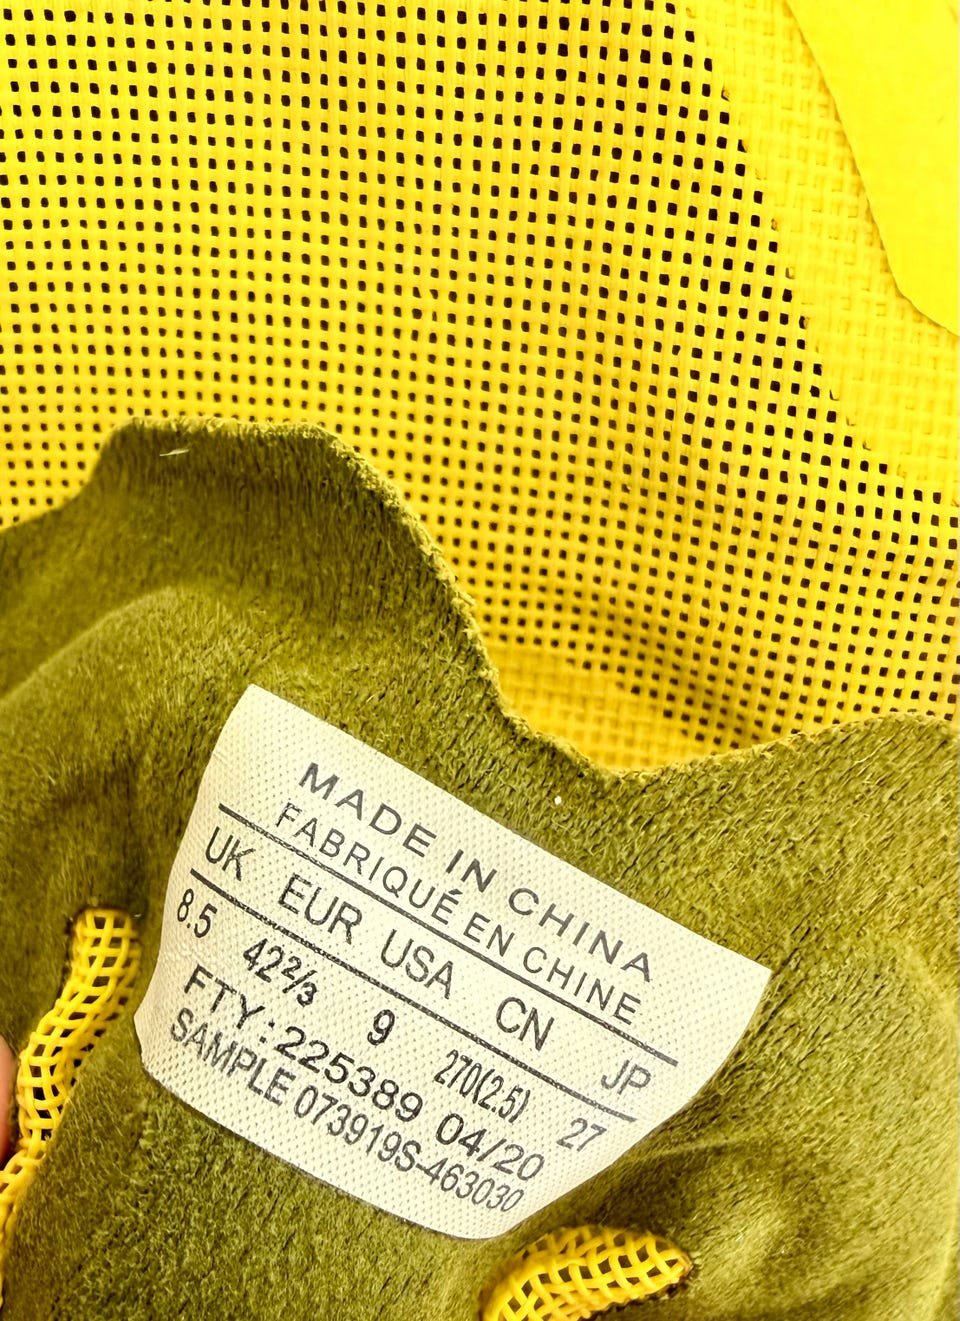 MADE IN CHINA
FABRIQUÉ EN CHINE
UK EUR USA CN JP
8.5 42⅔ 9 270(2.5) 27
FTY:225389 04/20
SAMPLE 073919S-463030